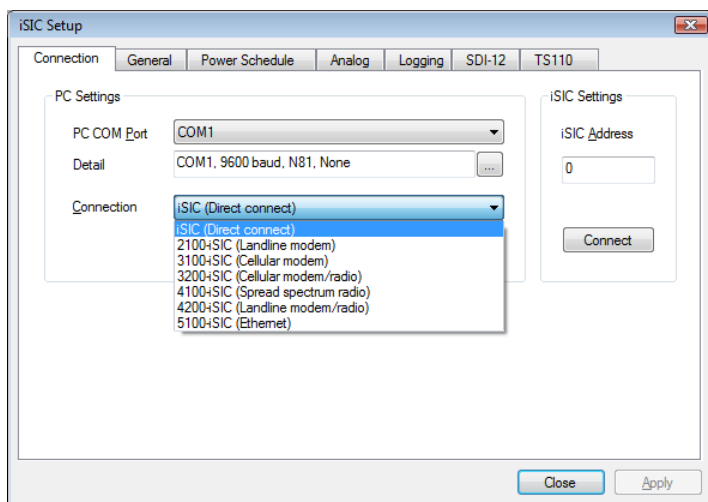 iSIC Setup
Connection General Power Schedule Analog Logging SDI-12 TS110
PC Settings
iSIC Settings
PC COM Port COM1
iSIC Address
Detail COM1, 9600 baud, N81, None ...
0
Connection iSIC (Direct connect)
iSIC (Direct connect)
2100-iSIC (Landline modem)
Connect
3100-iSIC (Cellular modem)
3200-iSIC (Cellular modem/radio)
4100-iSIC (Spread spectrum radio)
4200-iSIC (Landline modem/radio)
5100-iSIC (Ethernet)
Close Apply